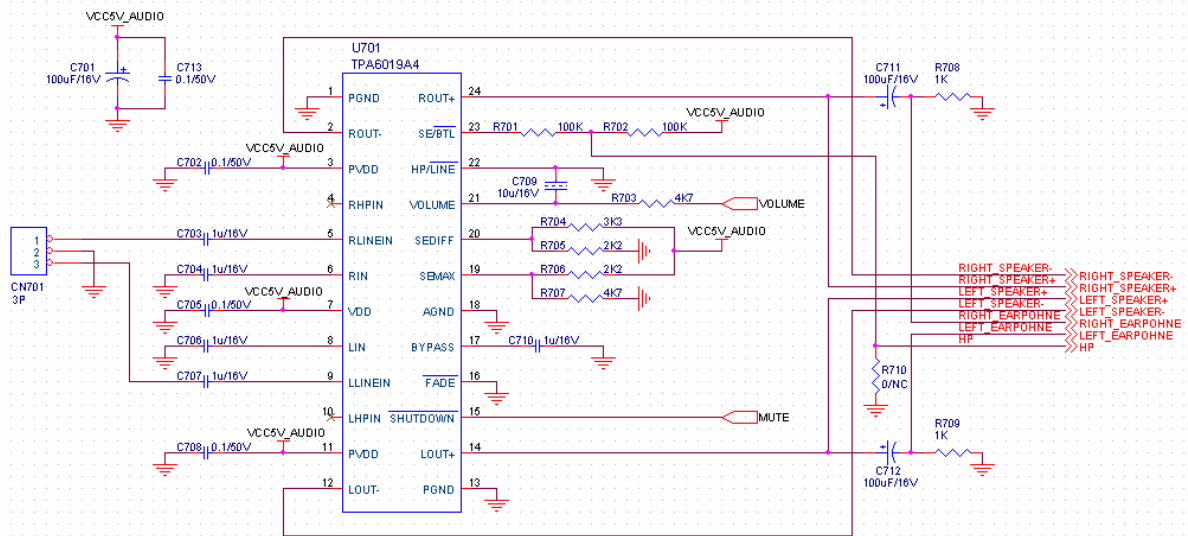 VCC5V_AUDIO
C701
100uF/16V
C713
0.1/50V
U701
TPA6019A4
1 PGND
2 ROUT-
3 PVDD
4 RHPIN
5 RLINEIN
6 RIN
7 VDD
8 LIN
9 LLINEIN
10 LHPIN
11 PVDD
12 LOUT-
ROUT+ 24
SE/BTL 23
HP/LINE 22
VOLUME 21
SEDIFF 20
SEMAX 19
AGND 18
BYPASS 17
FADE 16
SHUTDOWN 15
LOUT+ 14
PGND 13
VCC5V_AUDIO
C702 0.1/50V
C703 1u/16V
C704 1u/16V
VCC5V_AUDIO
C705 0.1/50V
C706 1u/16V
C707 1u/16V
VCC5V_AUDIO
C708 0.1/50V
1
2
3
CN701
3P
R701 100K
R702 100K
VCC5V_AUDIO
C709
10u/16V
R703 4K7
VOLUME
R704 3K3
R705 2K2
VCC5V_AUDIO
R706 2K2
R707 4K7
C710 1u/16V
MUTE
C711
100uF/16V
R708
1K
RIGHT_SPEAKER-
RIGHT_SPEAKER+
LEFT_SPEAKER+
LEFT_SPEAKER-
RIGHT_EARPOHNE
LEFT_EARPOHNE
HP
RIGHT_SPEAKER-
RIGHT_SPEAKER+
LEFT_SPEAKER+
LEFT_SPEAKER-
RIGHT_EARPOHNE
LEFT_EARPOHNE
HP
R710
0/NC
R709
1K
C712
100uF/16V